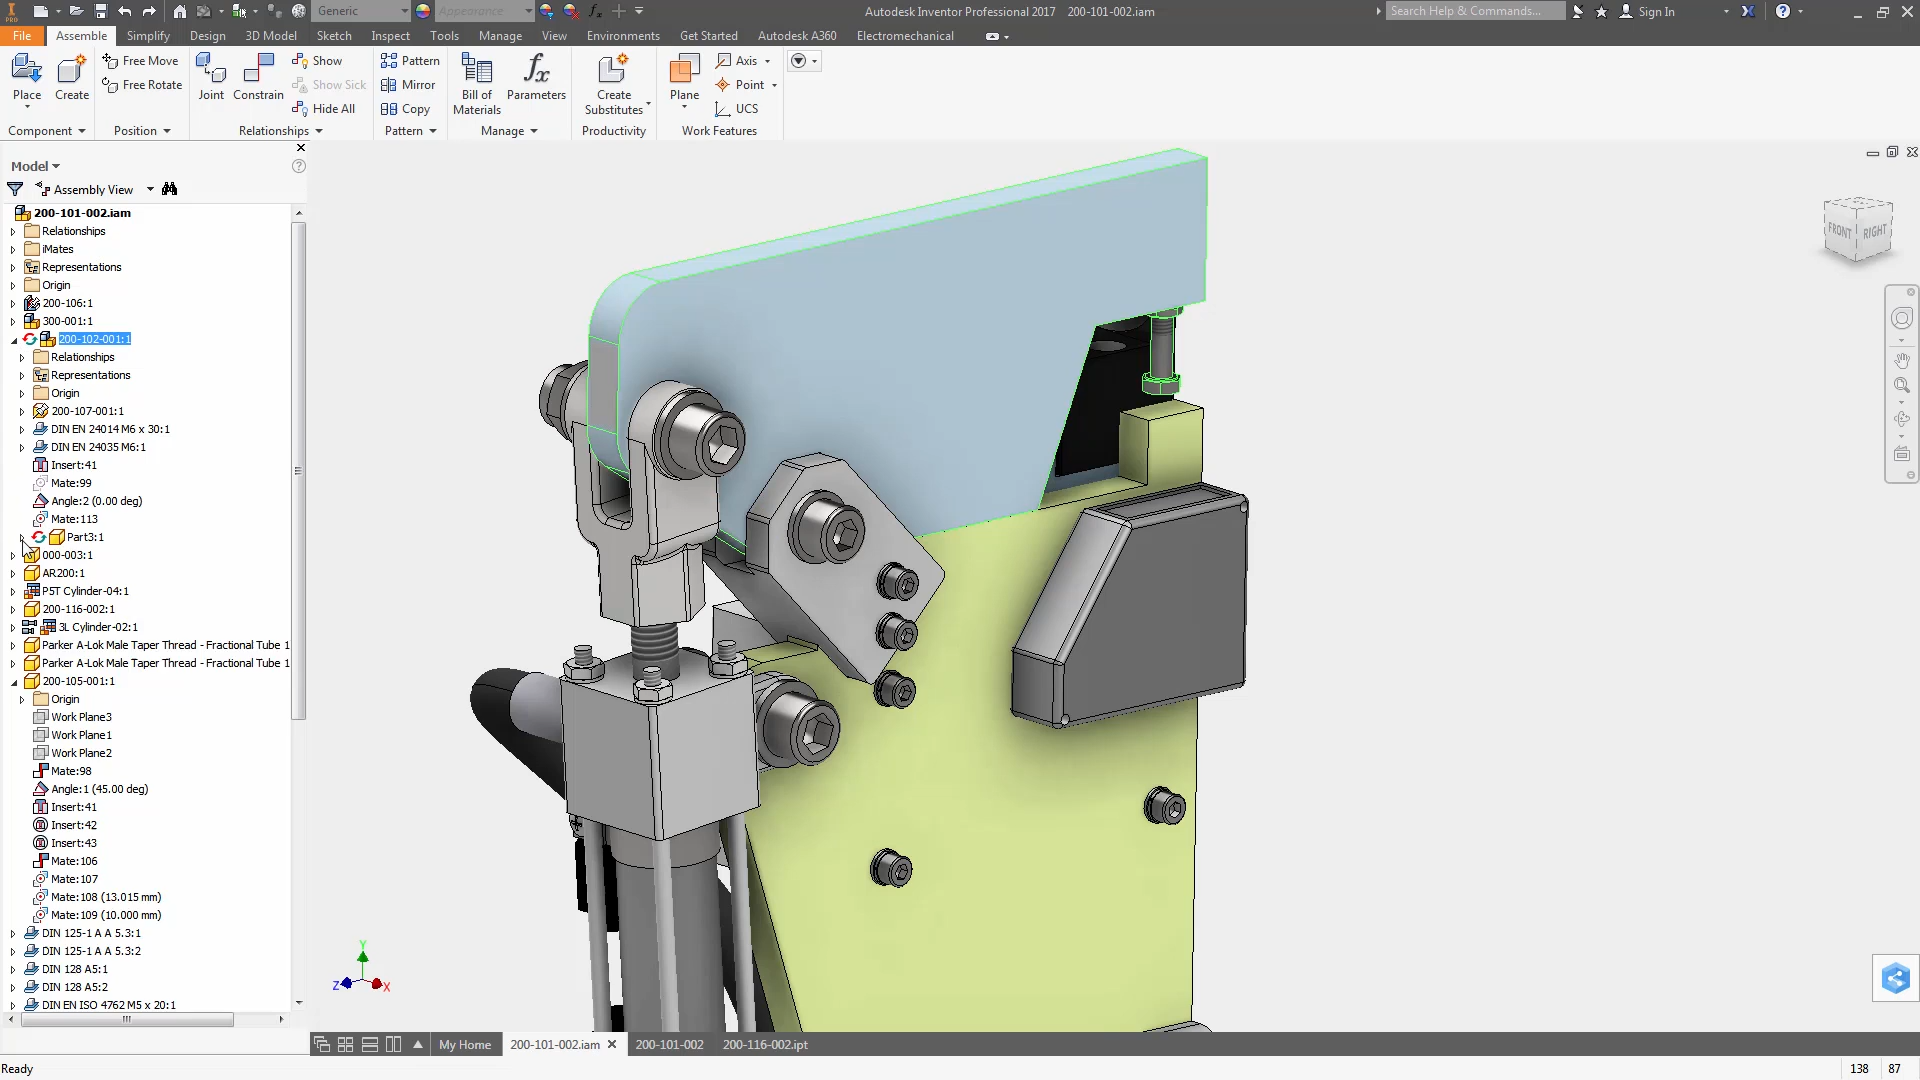 Generic
Appearance
Autodesk Inventor Professional 2017 200-101-002.iam
Search Help & Commands...
Sign In
File
Assemble
Simplify
Design
3D Model
Sketch
Inspect
Tools
Manage
View
Environments
Get Started
Autodesk A360
Electromechanical
PRO
Place
Create
Free Move
Free Rotate
Joint
Constrain
Show
Show Sick
Hide All
Pattern
Mirror
Copy
Bill of Materials
Parameters
Create Substitutes
Plane
Axis
Point
UCS
Component
Position
Relationships
Pattern
Manage
Productivity
Work Features
Model
Assembly View
200-101-002.iam
Relationships
iMates
Representations
Origin
200-106:1
300-001:1
200-102-001:1
Relationships
Representations
Origin
200-107-001:1
DIN EN 24014 M6 x 30:1
DIN EN 24035 M6:1
Insert:41
Mate:99
Angle:2 (0.00 deg)
Mate:113
Part3:1
000-003:1
AR200:1
P5T Cylinder-04:1
200-116-002:1
3L Cylinder-02:1
Parker A-Lok Male Taper Thread - Fractional Tube 1
Parker A-Lok Male Taper Thread - Fractional Tube 1
200-105-001:1
Origin
Work Plane3
Work Plane1
Work Plane2
Mate:98
Angle:1 (45.00 deg)
Insert:41
Insert:42
Insert:43
Mate:106
Mate:107
Mate:108 (13.015 mm)
Mate:109 (10.000 mm)
DIN 125-1 A A 5.3:1
DIN 125-1 A A 5.3:2
DIN 128 A5:1
DIN 128 A5:2
DIN EN ISO 4762 M5 x 20:1
FRONT
RIGHT
Y
Z
X
My Home
200-101-002.iam
200-101-002
200-116-002.ipt
Ready
138
87